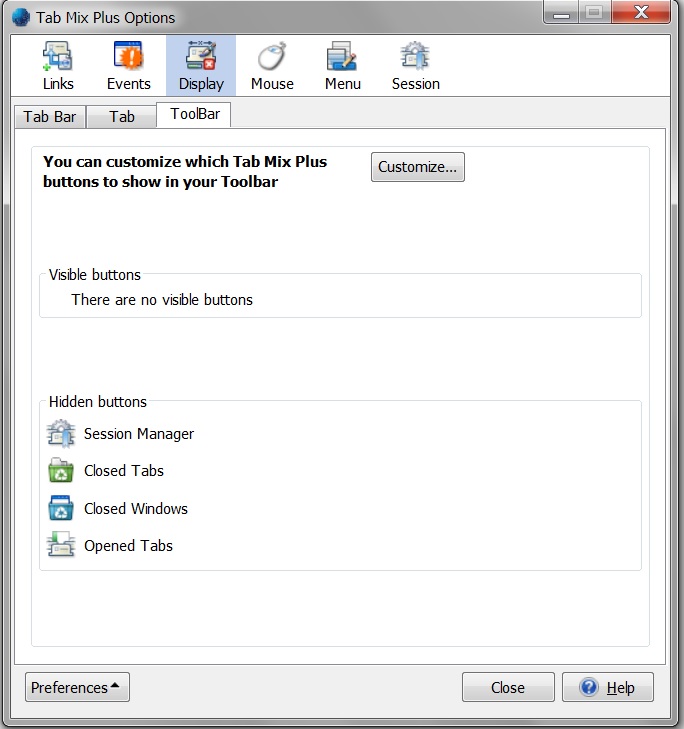 Tab Mix Plus Options
Links
Events
Display
Mouse
Menu
Session
Tab Bar
Tab
ToolBar
You can customize which Tab Mix Plus
buttons to show in your Toolbar
Customize...
Visible buttons
There are no visible buttons
Hidden buttons
Session Manager
Closed Tabs
Closed Windows
Opened Tabs
Preferences
Close
Help